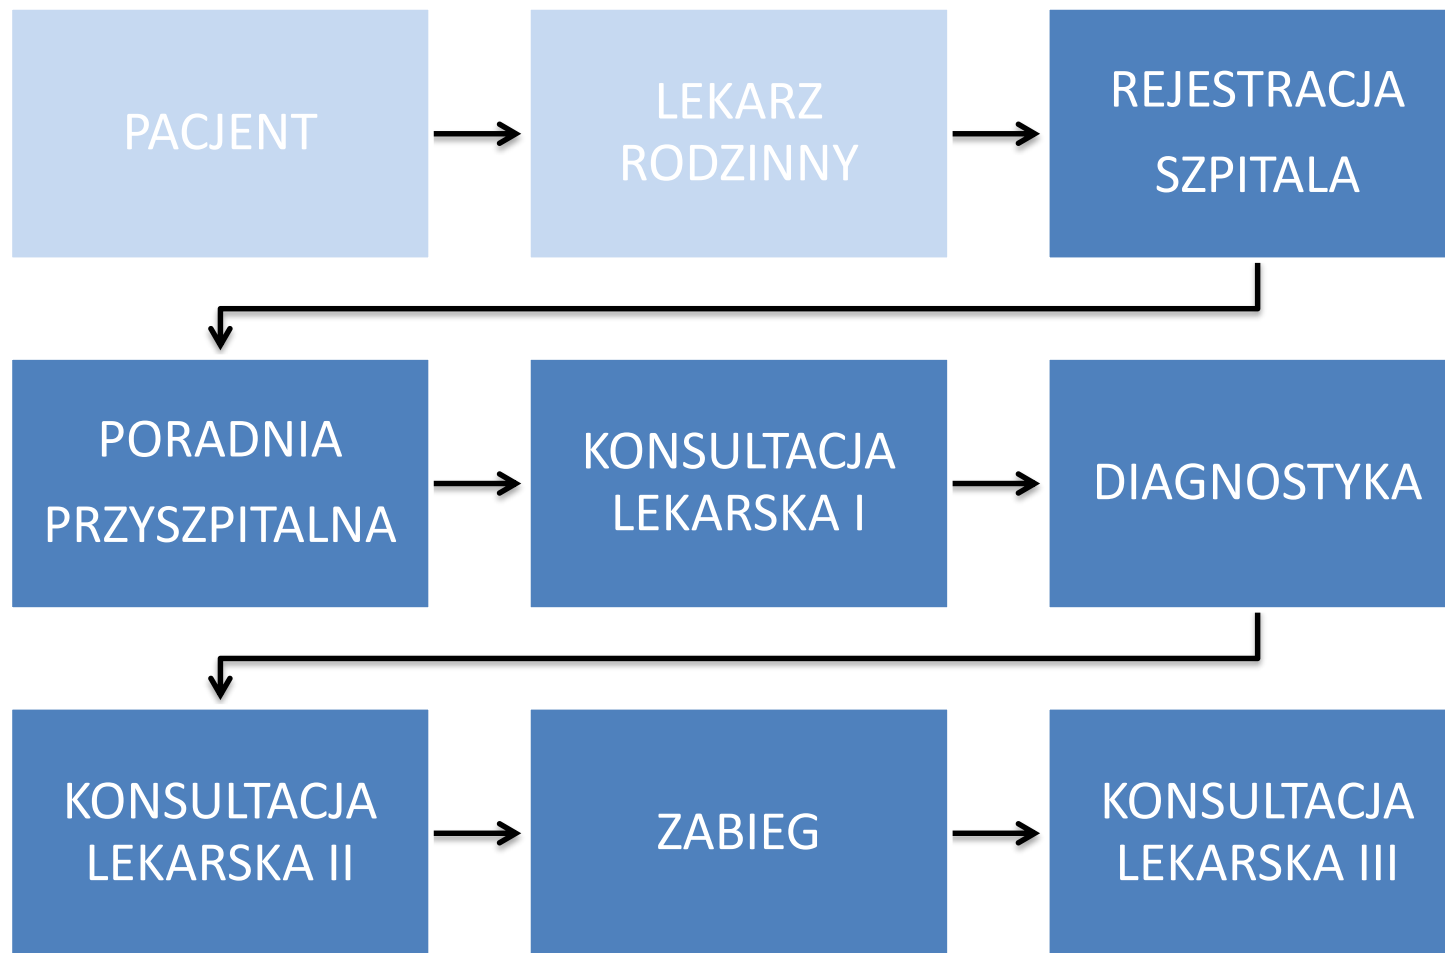 PACJENT
LEKARZ
RODZINNY
REJESTRACJA
SZPITALA
PORADNIA
PRZYSZPITALNA
KONSULTACJA
LEKARSKA I
DIAGNOSTYKA
KONSULTACJA
LEKARSKA II
ZABIEG
KONSULTACJA
LEKARSKA III